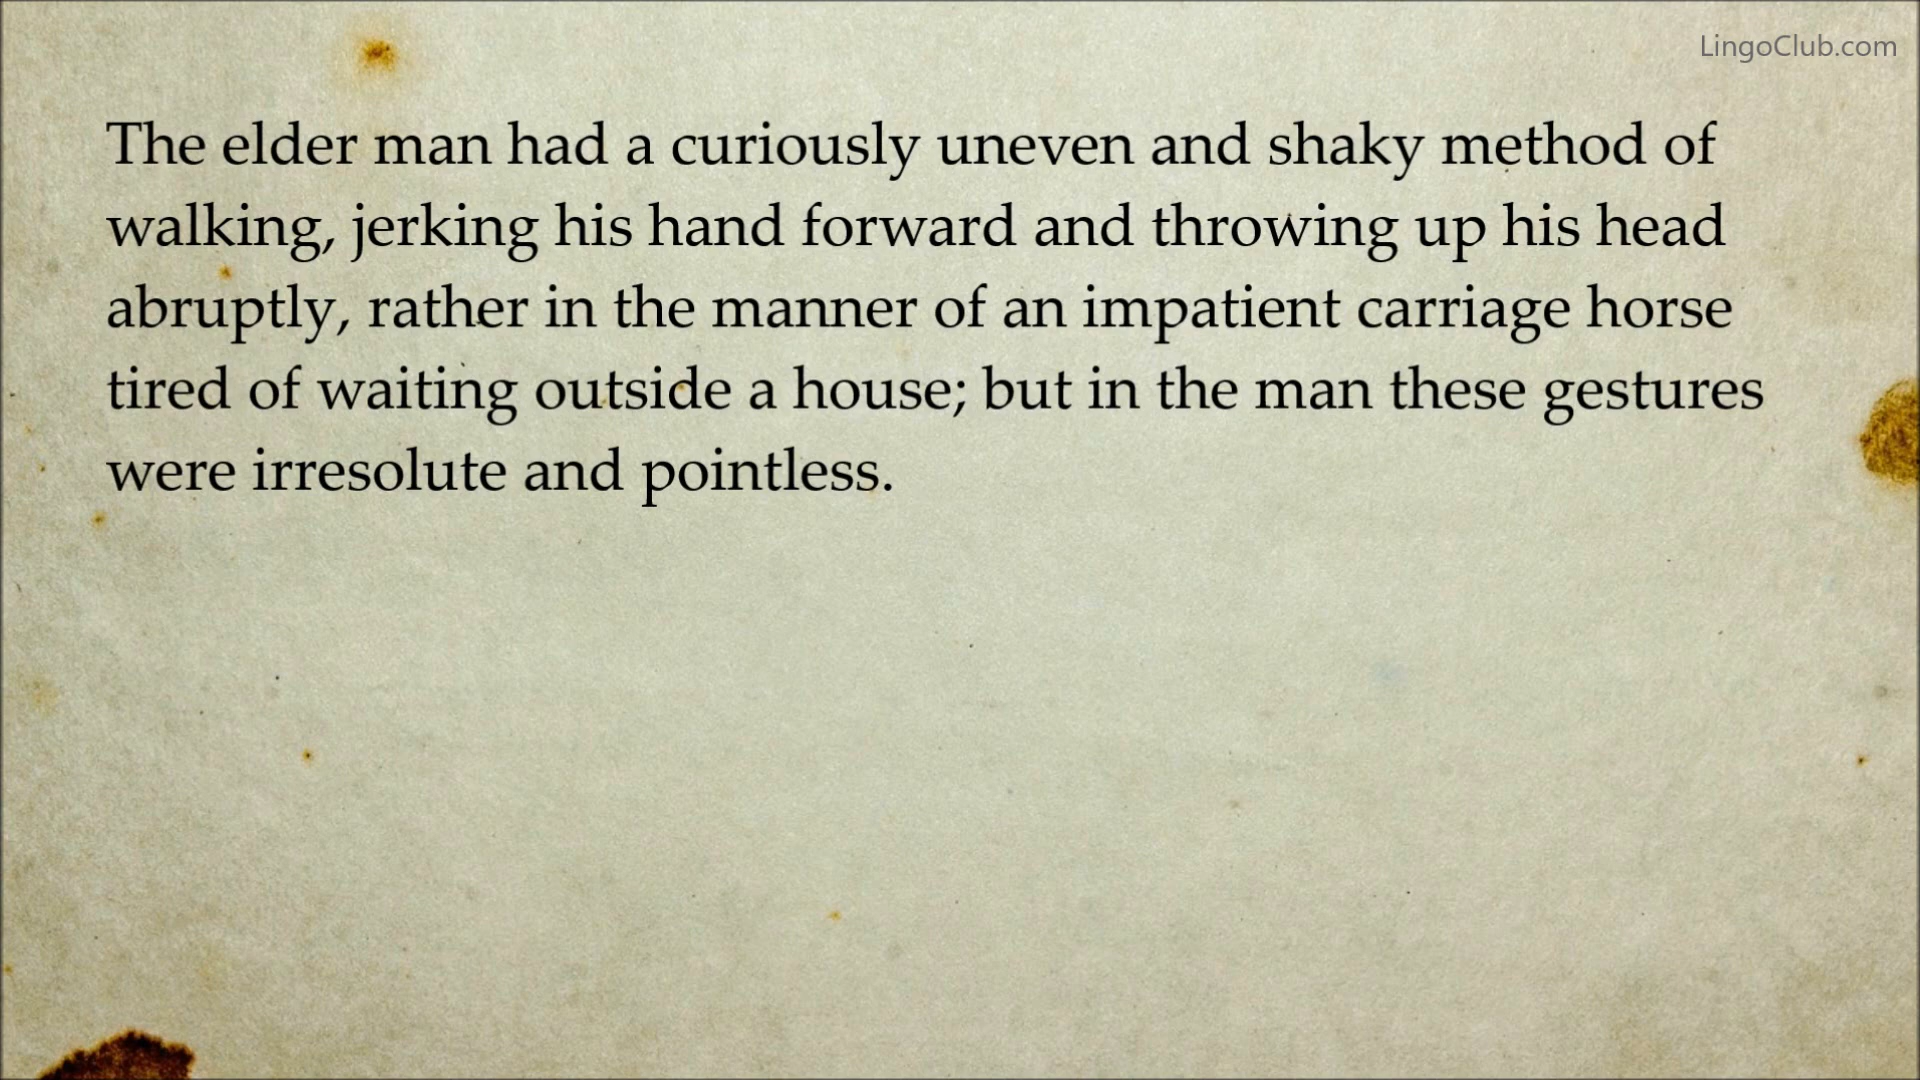 LingoClub.com
The elder man had a curiously uneven and shaky method of
walking, jerking his hand forward and throwing up his head
abruptly, rather in the manner of an impatient carriage horse
tired of waiting outside a house; but in the man these gestures
were irresolute and pointless.